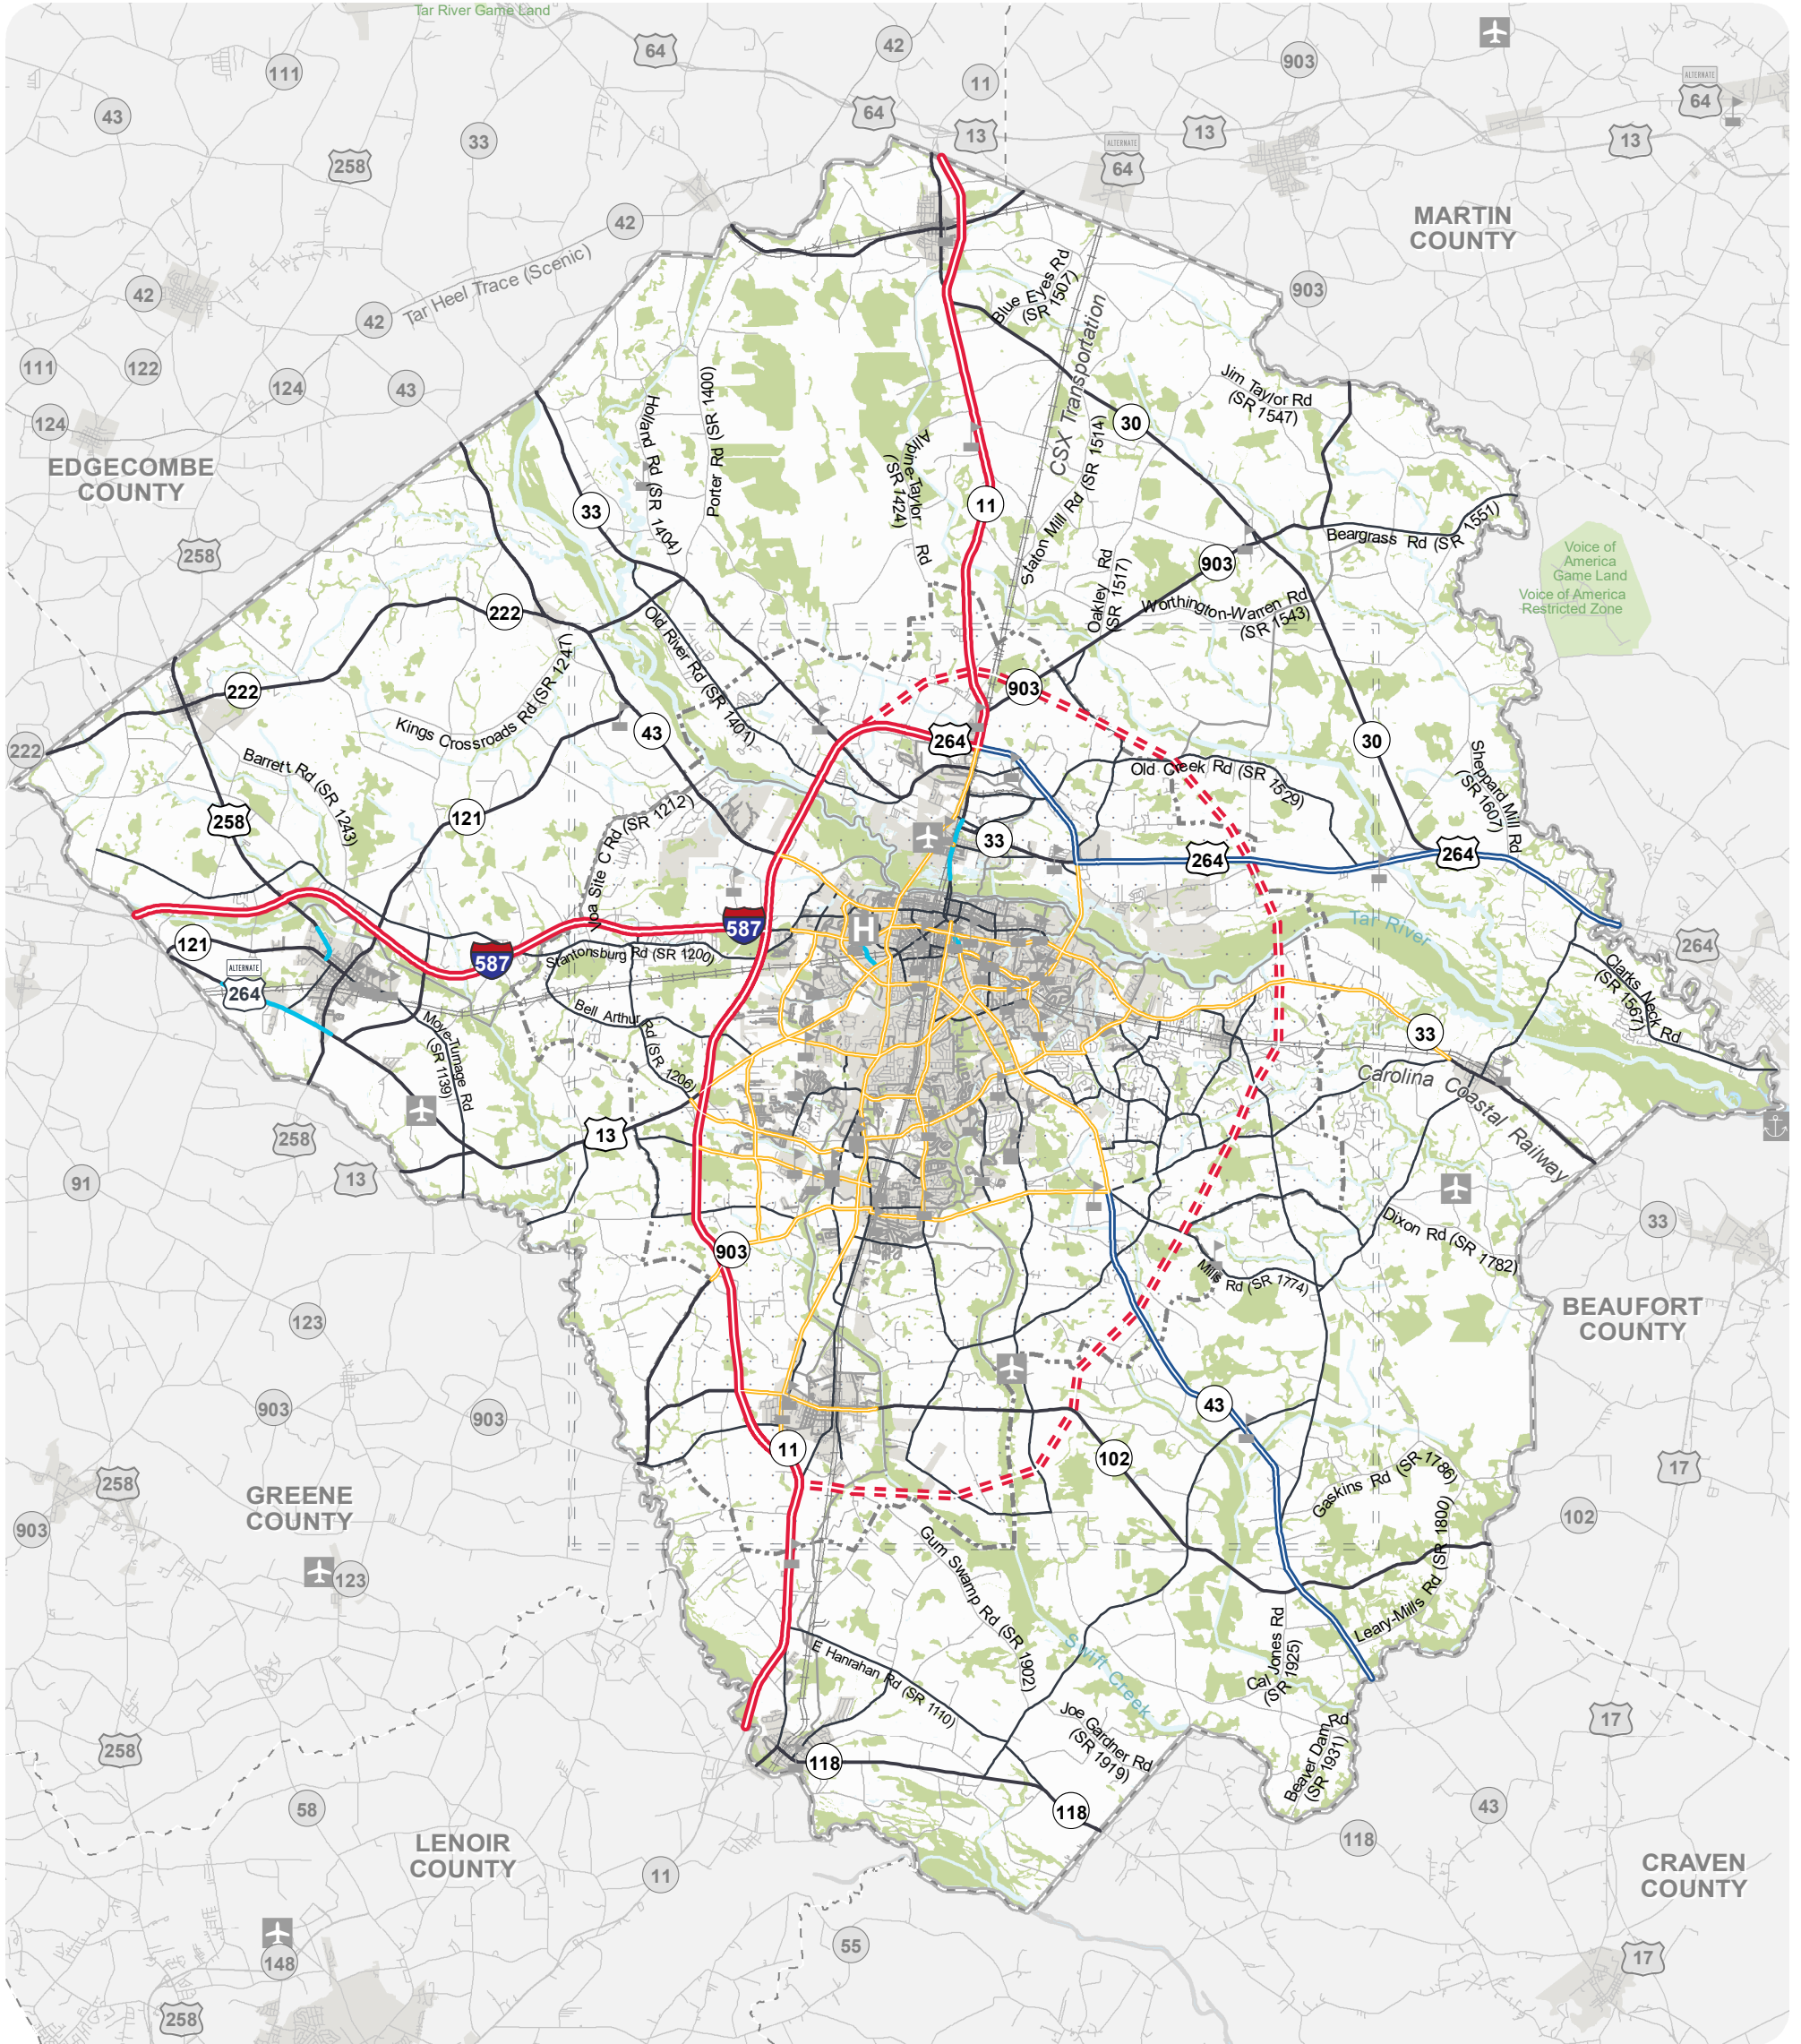 Tar River Game Land
64
42
11
903
111
43
33
258
64
13
ALTERNATE
64
13
ALTERNATE
64
13
MARTIN
COUNTY
42
Tar Heel Trace (Scenic)
42
42
903
111
122
124
43
124
EDGECOMBE
COUNTY
258
Blue Eyes Rd
(SR 1507)
CSX Transportation
Jim Taylor Rd
(SR 1547)
30
Holland Rd (SR 1404)
Porter Rd (SR 1400)
Allpine-Taylor
Rd
(SR 1424)
Staton Mill Rd (SR 1514)
11
33
Beargrass Rd (SR 1551)
Voice of
America
Game Land
Voice of America
Restricted Zone
903
Oakley Rd
(SR 1517)
Worthington-Warren Rd
(SR 1543)
222
222
222
Old River Rd (SR 1401)
Kings Crossroads Rd (SR 1247)
903
43
264
30
Old Creek Rd (SR 1529)
Sheppard Mill Rd
(SR 1607)
Barrett Rd (SR 1243)
258
121
Voa Site C Rd (SR 1212)
33
264
264
264
Tar River
H
587
587
121
ALTERNATE
264
Stantonsburg Rd (SR 1200)
Bell Arthur Rd (SR 1206)
Moye-Turnage Rd
(SR 1139)
Clarks Neck Rd
(SR 1567)
33
Carolina Coastal Railway
258
13
13
91
33
Dixon Rd (SR 1782)
Mills Rd (SR 1774)
903
BEAUFORT
COUNTY
123
903
903
43
11
102
17
258
GREENE
COUNTY
903
123
Gaskins Rd (SR 1786)
102
Leary-Mills Rd (SR 1800)
Gum Swamp Rd (SR 1902)
Swift Creek
Cal Jones Rd
(SR 1925)
E Hanrahan Rd (SR 1110)
Joe Gardner Rd
(SR 1919)
Beaver Dam Rd
(SR 1931)
17
258
118
118
58
43
118
LENOIR
COUNTY
11
CRAVEN
COUNTY
55
148
17
258